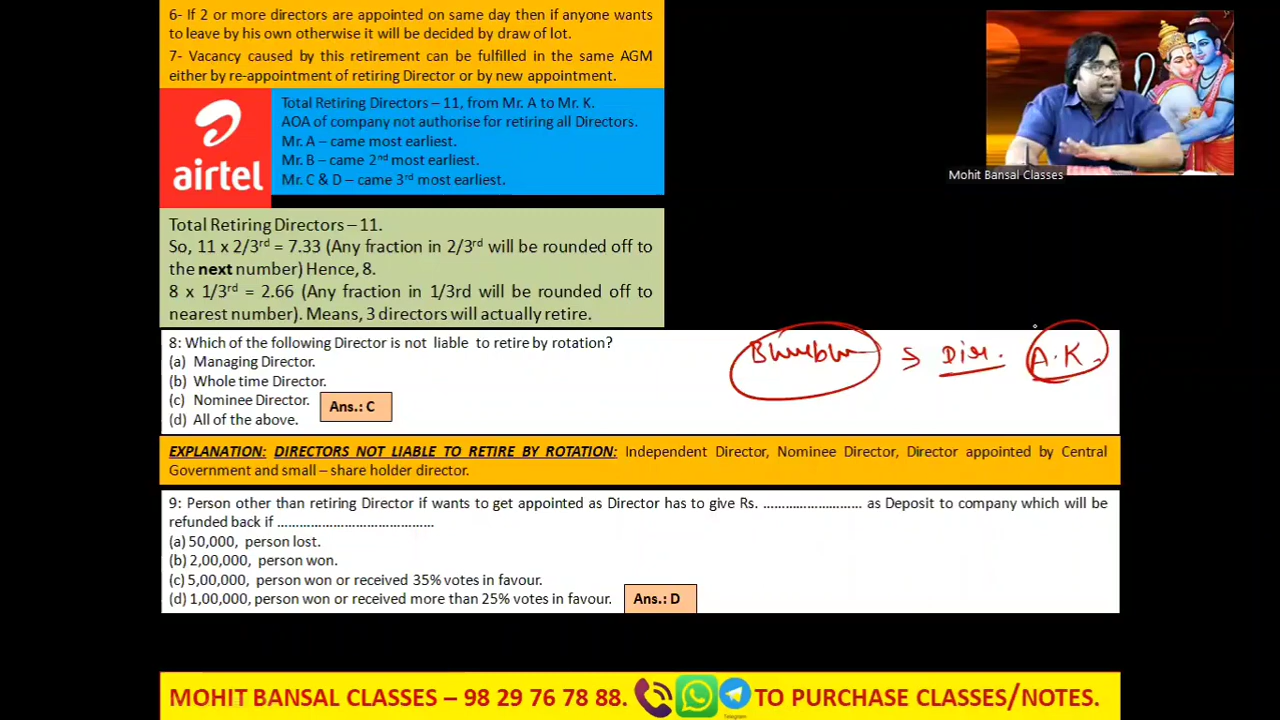 6- If 2 or more directors are appointed on same day then if anyone wants
to leave by his own otherwise it will be decided by draw of lot.
7- Vacancy caused by this retirement can be fulfilled in the same AGM
either by re-appointment of retiring Director or by new appointment.
airtel
Total Retiring Directors – 11, from Mr. A to Mr. K.
AOA of company not authorise for retiring all Directors.
Mr. A – came most earliest.
Mr. B – came 2nd most earliest.
Mr. C & D – came 3rd most earliest.
Mohit Bansal Classes
Total Retiring Directors – 11.
So, 11 x 2/3rd = 7.33 (Any fraction in 2/3rd will be rounded off to
the next number) Hence, 8.
8 x 1/3rd = 2.66 (Any fraction in 1/3rd will be rounded off to
nearest number). Means, 3 directors will actually retire.
8: Which of the following Director is not liable to retire by rotation?
(a) Managing Director.
(b) Whole time Director.
(c) Nominee Director.
(d) All of the above.
Ans.: C
Dir. A.K.
EXPLANATION: DIRECTORS NOT LIABLE TO RETIRE BY ROTATION: Independent Director, Nominee Director, Director appointed by Central
Government and small – share holder director.
9: Person other than retiring Director if wants to get appointed as Director has to give Rs. ............................ as Deposit to company which will be
refunded back if ..........................................
(a) 50,000, person lost.
(b) 2,00,000, person won.
(c) 5,00,000, person won or received 35% votes in favour.
(d) 1,00,000, person won or received more than 25% votes in favour.
Ans.: D
MOHIT BANSAL CLASSES – 98 29 76 78 88. TO PURCHASE CLASSES/NOTES.
Telegram